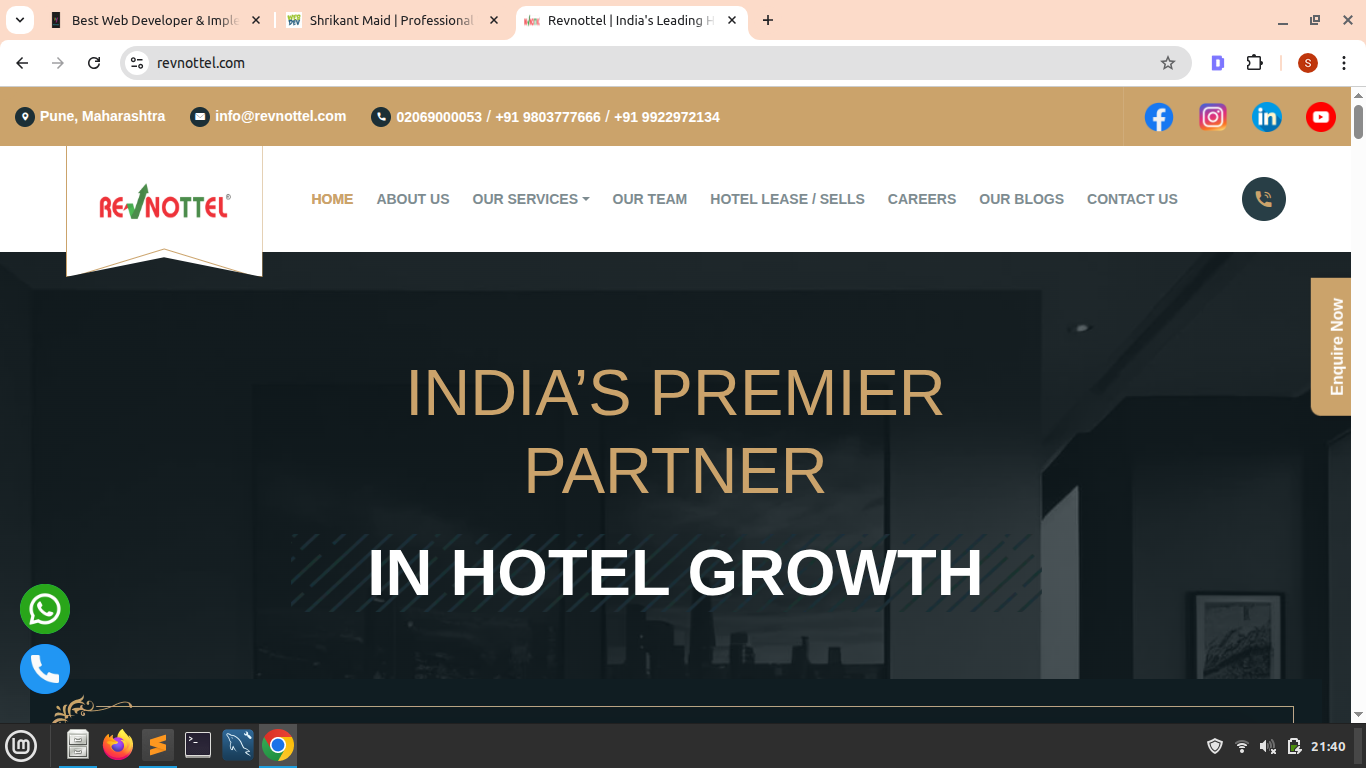 Best Web Developer & Imple
Shrikant Maid | Professional
Revnottel | India's Leading H
revnottel.com
S
Pune, Maharashtra
info@revnottel.com
02069000053 / +91 9803777666 / +91 9922972134
REVNOTTEL®
HOME
ABOUT US
OUR SERVICES
OUR TEAM
HOTEL LEASE / SELLS
CAREERS
OUR BLOGS
CONTACT US
Enquire Now
INDIA’S PREMIER
PARTNER
IN HOTEL GROWTH
21:40